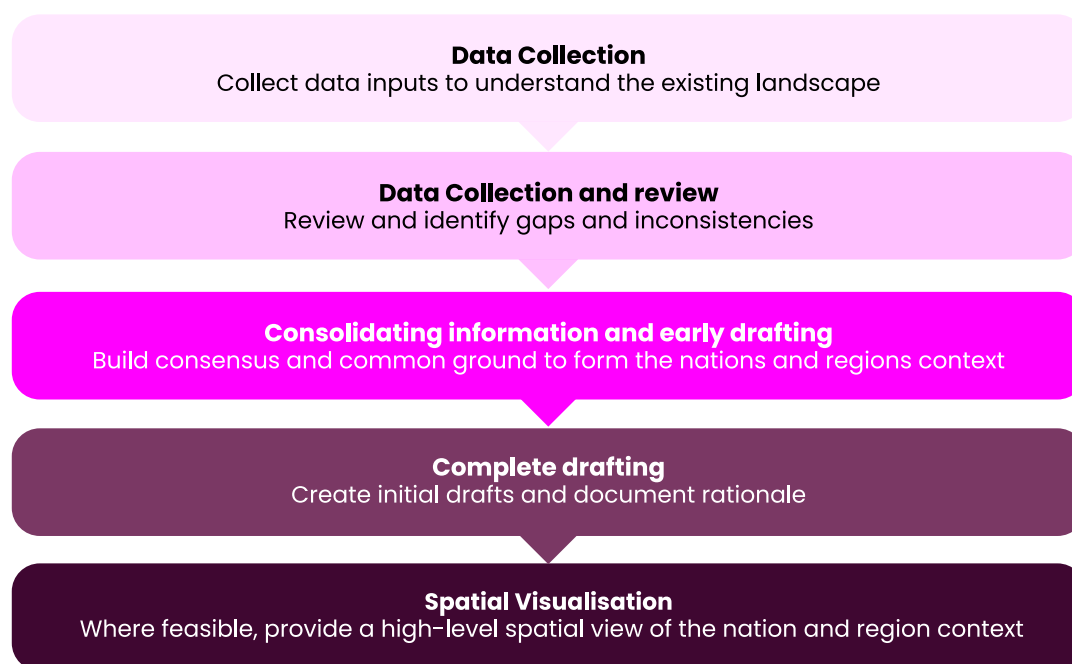 Data Collection
Collect data inputs to understand the existing landscape
Data Collection and review
Review and identify gaps and inconsistencies
Consolidating information and early drafting
Build consensus and common ground to form the nations and regions context
Complete drafting
Create initial drafts and document rationale
Spatial Visualisation
Where feasible, provide a high-level spatial view of the nation and region context